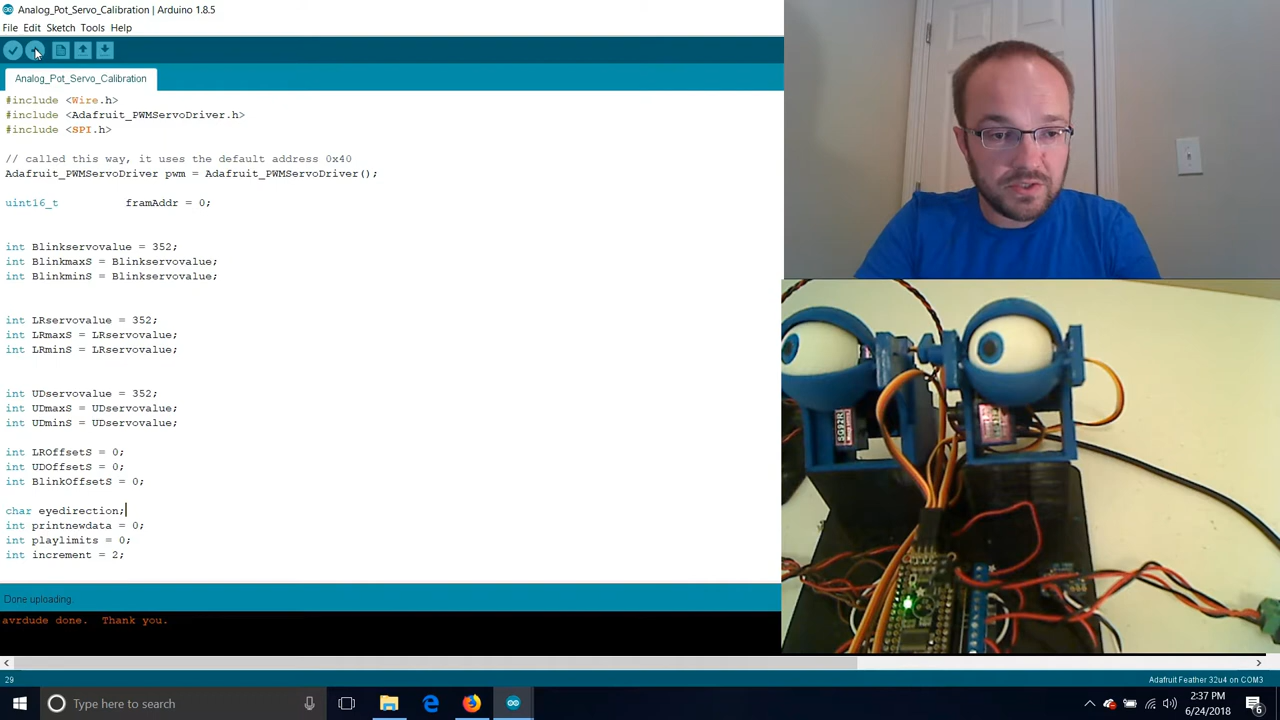 Analog_Pot_Servo_Calibration | Arduino 1.8.5
File Edit Sketch Tools Help
Analog_Pot_Servo_Calibration
#include <Wire.h>
#include <Adafruit_PWMServoDriver.h>
#include <SPI.h>
// called this way, it uses the default address 0x40
Adafruit_PWMServoDriver pwm = Adafruit_PWMServoDriver();
uint16_t framAddr = 0;
int Blinkservovalue = 352;
int BlinkmaxS = Blinkservovalue;
int BlinkminS = Blinkservovalue;
int LRservovalue = 352;
int LRmaxS = LRservovalue;
int LRminS = LRservovalue;
int UDservovalue = 352;
int UDmaxS = UDservovalue;
int UDminS = UDservovalue;
int LROffsetS = 0;
int UDOffsetS = 0;
int BlinkOffsetS = 0;
char eyedirection;
int printnewdata = 0;
int playlimits = 0;
int increment = 2;
Done uploading.
avrdude done. Thank you.
29
Adafruit Feather 32u4 on COM3
Type here to search
2:37 PM
6/24/2018
6
SG92R